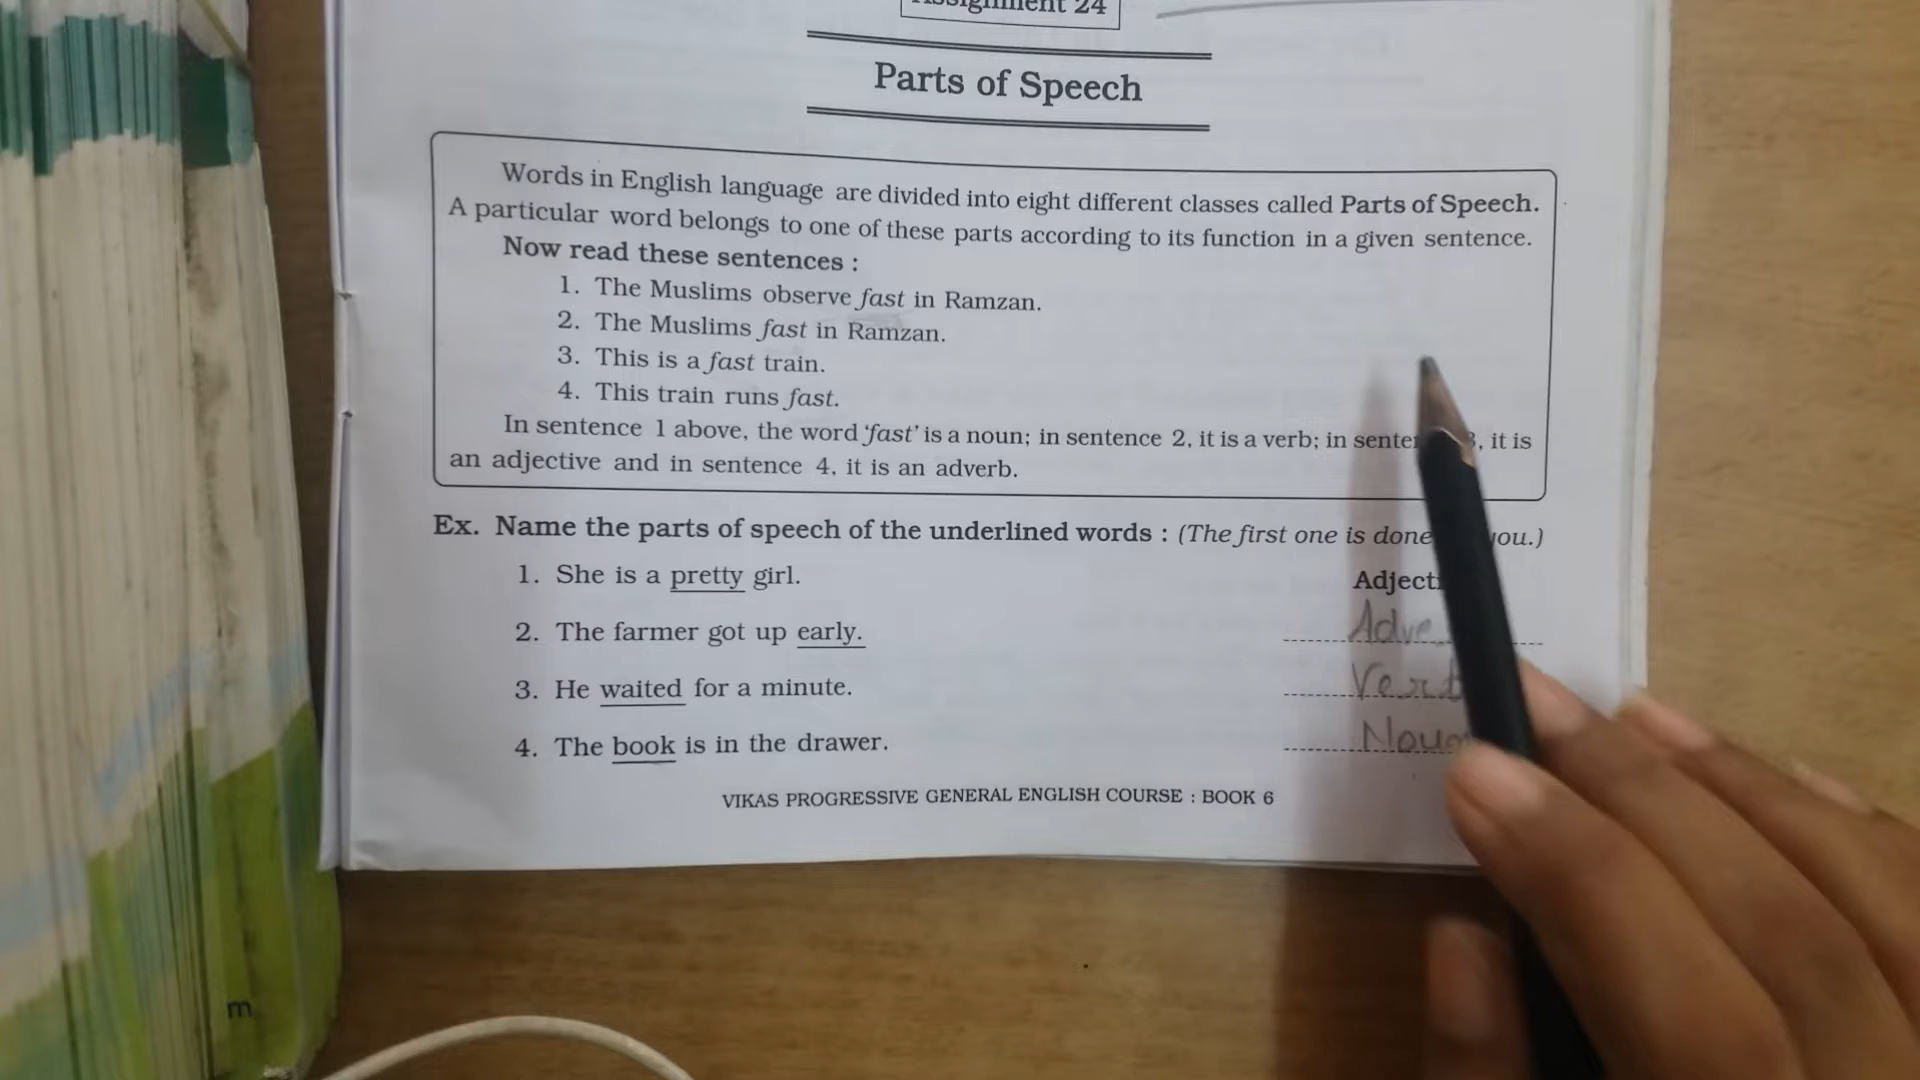 Assignment 24
Parts of Speech
Words in English language are divided into eight different classes called Parts of Speech.
A particular word belongs to one of these parts according to its function in a given sentence.
Now read these sentences :
1. The Muslims observe fast in Ramzan.
2. The Muslims fast in Ramzan.
3. This is a fast train.
4. This train runs fast.
In sentence 1 above, the word 'fast' is a noun; in sentence 2, it is a verb; in 3, it is
an adjective and in sentence 4, it is an adverb.
Ex. Name the parts of speech of the underlined words : (The first one is done you.)
1. She is a pretty girl.
2. The farmer got up early.
3. He waited for a minute. Verb
4. The book is in the drawer. Noun
VIKAS PROGRESSIVE GENERAL ENGLISH COURSE : BOOK 6
m